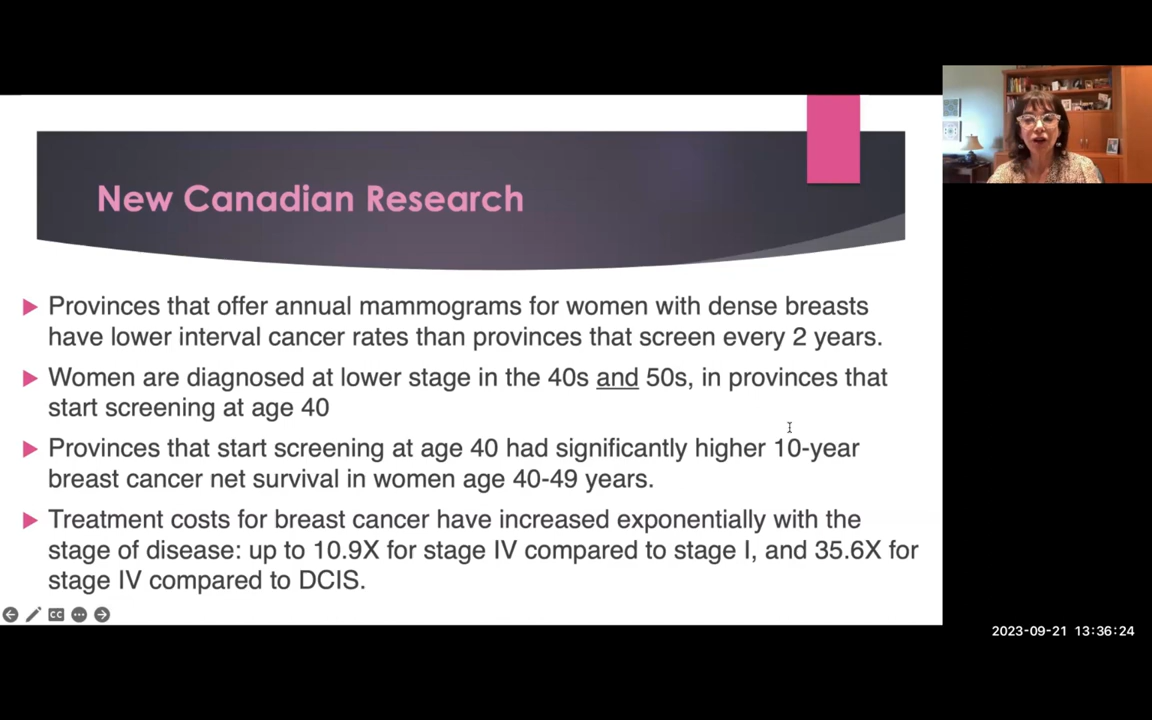 New Canadian Research
Provinces that offer annual mammograms for women with dense breasts
have lower interval cancer rates than provinces that screen every 2 years.
Women are diagnosed at lower stage in the 40s and 50s, in provinces that
start screening at age 40
Provinces that start screening at age 40 had significantly higher 10-year
breast cancer net survival in women age 40-49 years.
Treatment costs for breast cancer have increased exponentially with the
stage of disease: up to 10.9X for stage IV compared to stage I, and 35.6X for
stage IV compared to DCIS.
CC
2023-09-21 13:36:24